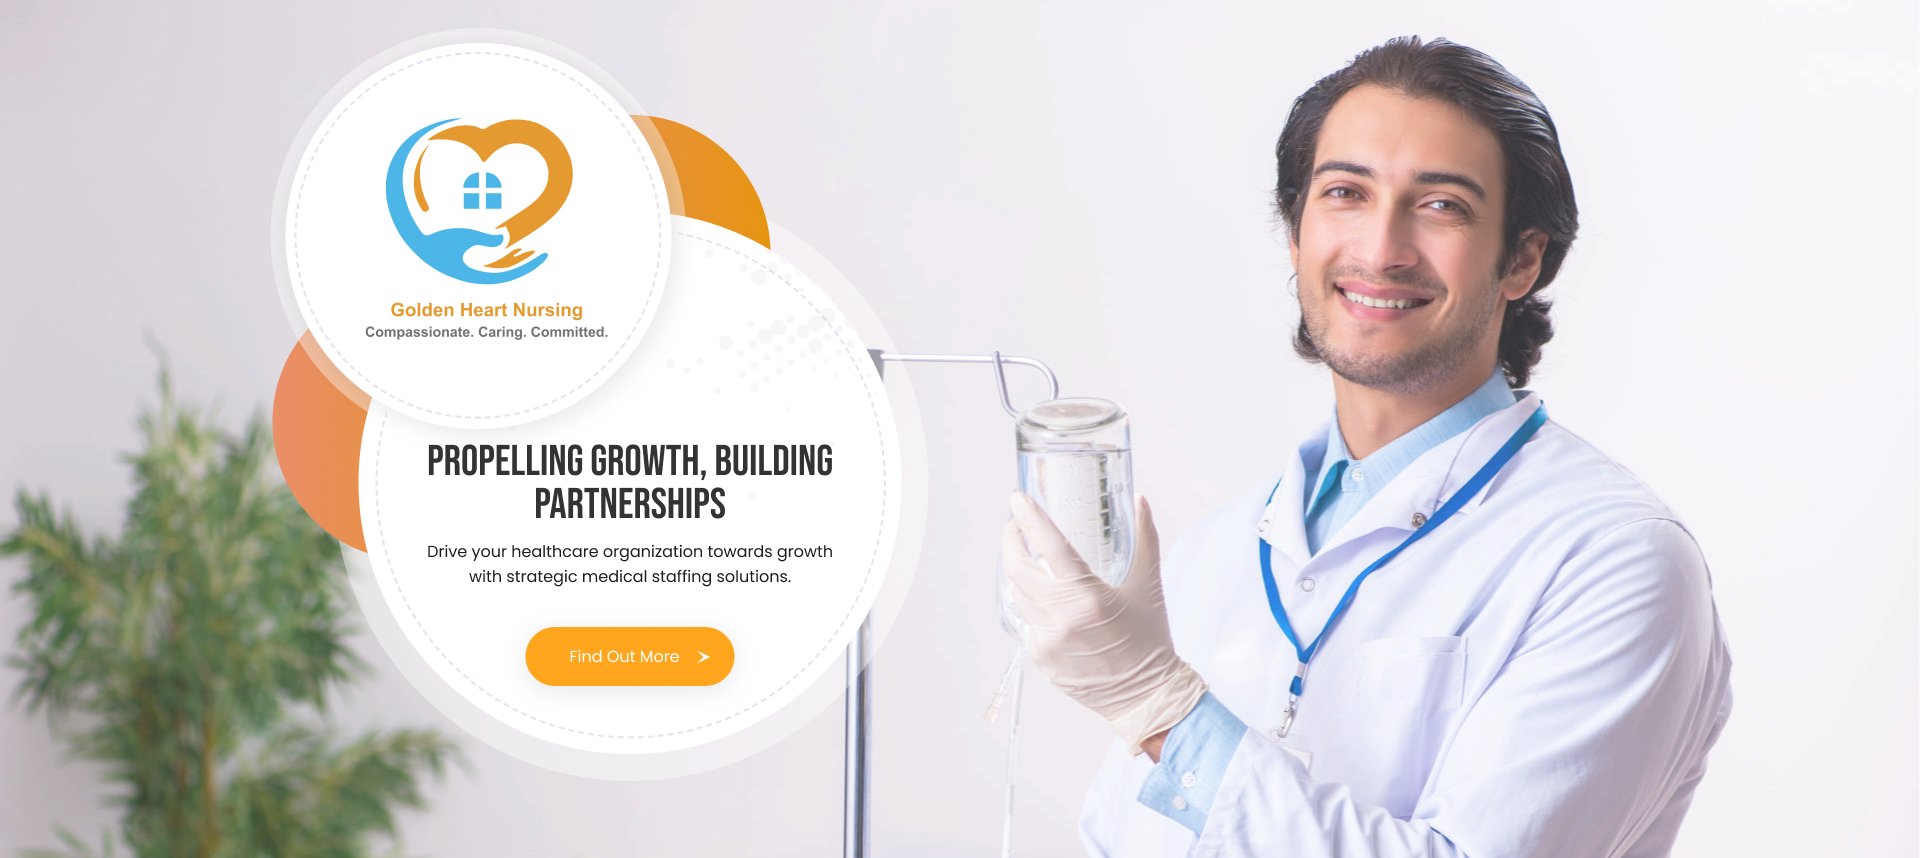 Golden Heart Nursing
Compassionate. Caring. Committed.
PROPELLING GROWTH, BUILDING
PARTNERSHIPS
Drive your healthcare organization towards growth
with strategic medical staffing solutions.
Find Out More